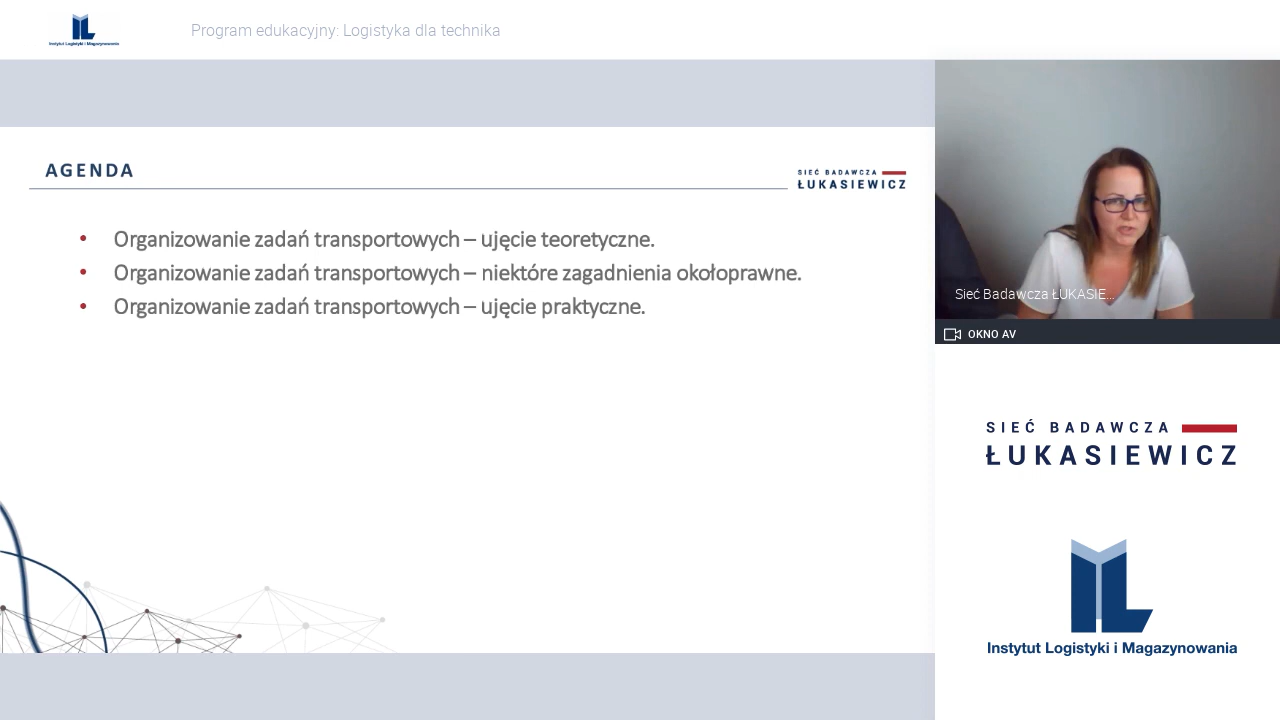 Instytut Logistyki i Magazynowania
Program edukacyjny: Logistyka dla technika
AGENDA
SIEĆ BADAWCZA
ŁUKASIEWICZ
• Organizowanie zadań transportowych – ujęcie teoretyczne.
• Organizowanie zadań transportowych – niektóre zagadnienia okołoprawne.
• Organizowanie zadań transportowych – ujęcie praktyczne.
Sieć Badawcza ŁUKASIE...
OKNO AV
SIEĆ BADAWCZA
ŁUKASIEWICZ
Instytut Logistyki i Magazynowania